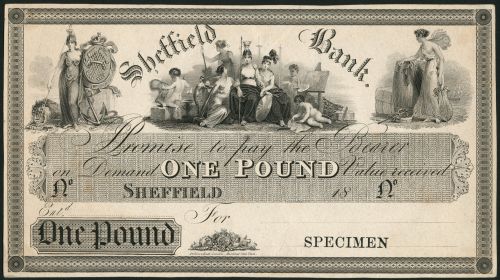 Sheffield Bank.
Promise to pay the Bearer
on Demand ONE POUND Value received
No SHEFFIELD 18 No
Ent.d For
One Pound
SPECIMEN